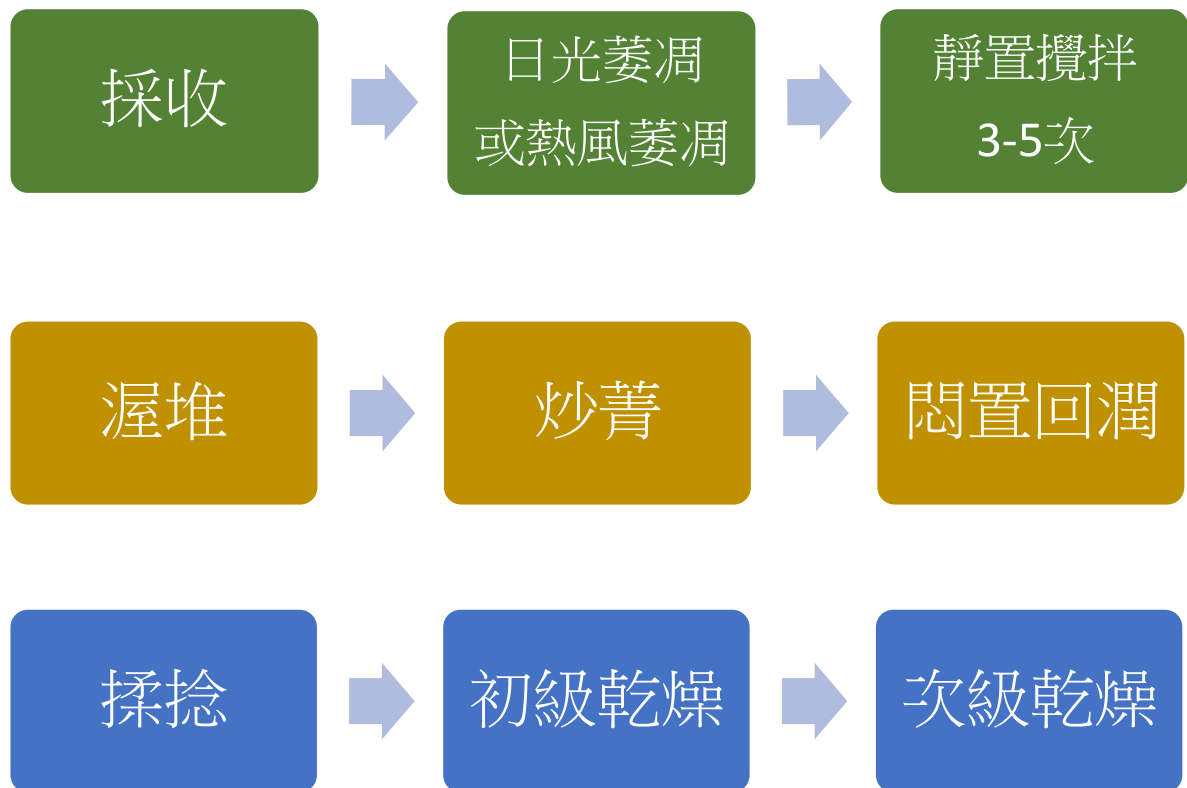 採收
日光萎凋
或熱風萎凋
靜置攪拌
3-5次
渥堆
炒菁
悶置回潤
揉捻
初級乾燥
次級乾燥